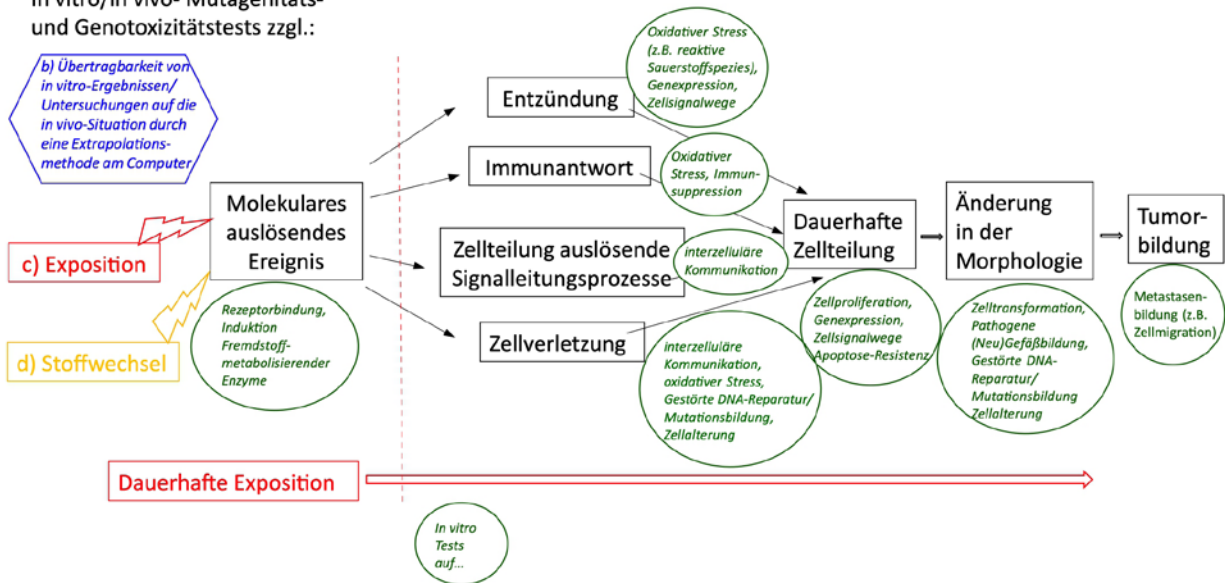 In vitro/in vivo- Mutagenitäts-
und Genotoxizitätstests zzgl.:
b) Übertragbarkeit von
in vitro-Ergebnissen/
Untersuchungen auf die
in vivo-Situation durch
eine Extrapolations-
methode am Computer
c) Exposition
d) Stoffwechsel
Molekulares
auslösendes
Ereignis
Rezeptorbindung,
Induktion
Fremdstoff-
metabolisierender
Enzyme
Entzündung
Oxidativer Stress
(z.B. reaktive
Sauerstoffspezies),
Genexpression,
Zellsignalwege
Immunantwort
Oxidativer
Stress, Immun-
suppression
Zellteilung auslösende
Signalleitungsprozesse
interzelluläre
Kommunikation
Zellverletzung
interzelluläre
Kommunikation,
oxidativer Stress,
Gestörte DNA-Reparatur/
Mutationsbildung,
Zellalterung
Dauerhafte
Zellteilung
Zellproliferation,
Genexpression,
Zellsignalwege
Apoptose-Resistenz
Änderung
in der
Morphologie
Zelltransformation,
Pathogene
(Neu)Gefäßbildung,
Gestörte DNA-
Reparatur/
Mutationsbildung
Zellalterung
Tumor-
bildung
Metastasen-
bildung (z.B.
Zellmigration)
Dauerhafte Exposition
In vitro
Tests
auf...